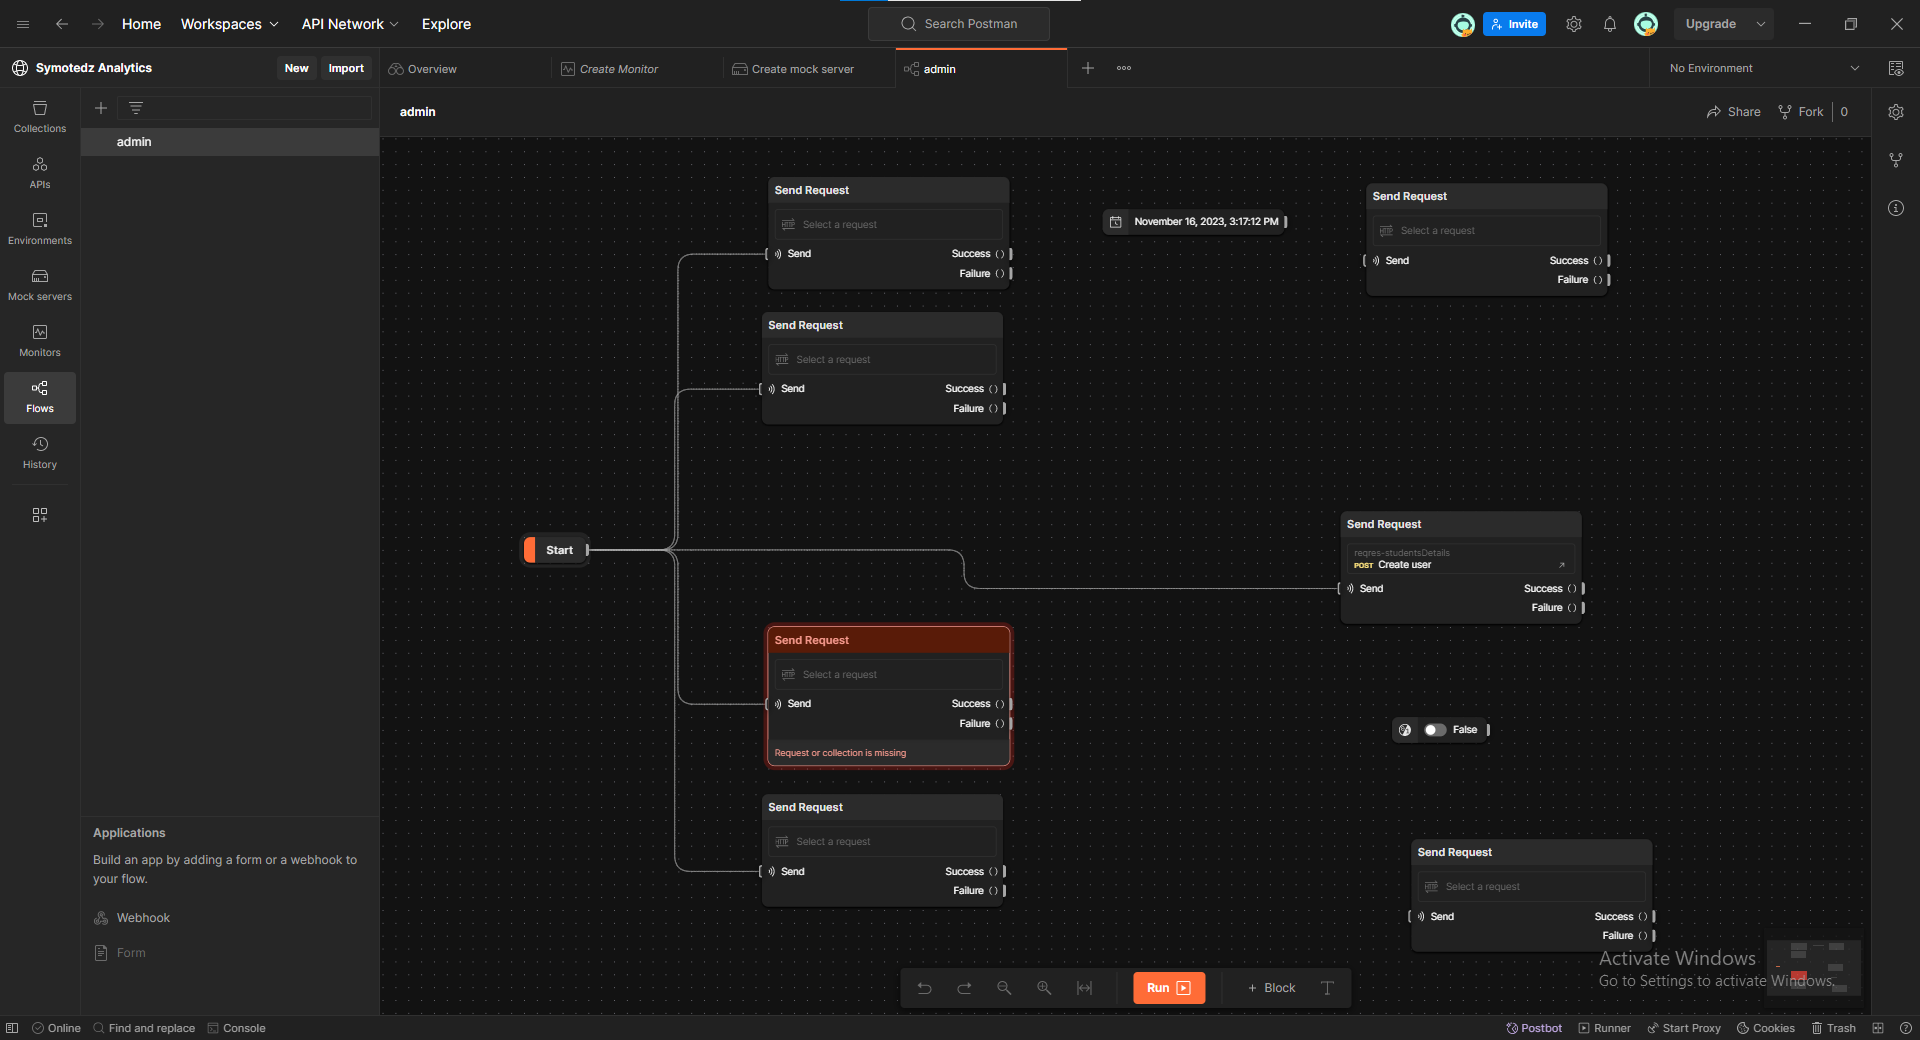 Home
Workspaces
API Network
Explore
Search Postman
Invite
Upgrade
Symotedz Analytics
New
Import
Overview
Create Monitor
Create mock server
admin
No Environment
Collections
APIs
Environments
Mock servers
Monitors
Flows
History
admin
Applications
Build an app by adding a form or a webhook to
your flow.
Webhook
Form
admin
Share
Fork
0
Send Request
Select a request
Send
Success
Failure
November 16, 2023, 3:17:12 PM
Send Request
Select a request
Send
Success
Failure
Send Request
Select a request
Send
Success
Failure
Start
Send Request
reqres-studentsDetails
POST Create user
Send
Success
Failure
Send Request
Select a request
Send
Success
Failure
Request or collection is missing
False
Send Request
Select a request
Send
Success
Failure
Send Request
Select a request
Send
Success
Failure
Activate Windows
Go to Settings to activate Windows.
Run
Block
Online
Find and replace
Console
Postbot
Runner
Start Proxy
Cookies
Trash